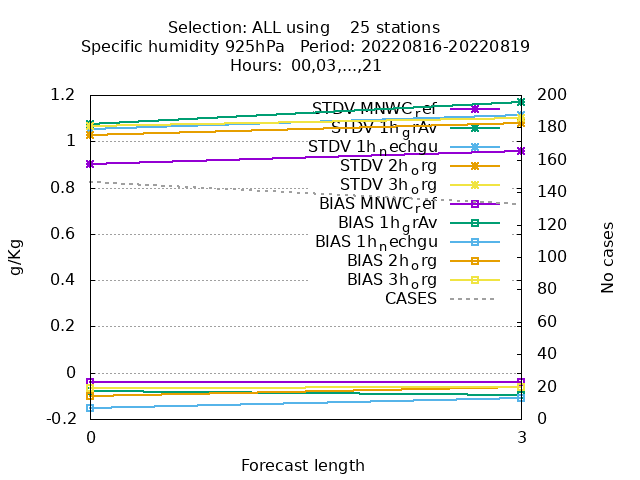 Selection: ALL using 25 stations
Specific humidity 925hPa Period: 20220816-20220819
Hours: 00,03,...,21
1.2
1
0.8
0.6
0.4
0.2
0
-0.2
g/Kg
STDV MNWC_ref
STDV 1h_grAv
STDV 1h_nechgu
STDV 2h_org
STDV 3h_org
BIAS MNWC_ref
BIAS 1h_grAv
BIAS 1h_nechgu
BIAS 2h_org
BIAS 3h_org
CASES
200
180
160
140
120
100
80
60
40
20
0
No cases
0 3
Forecast length